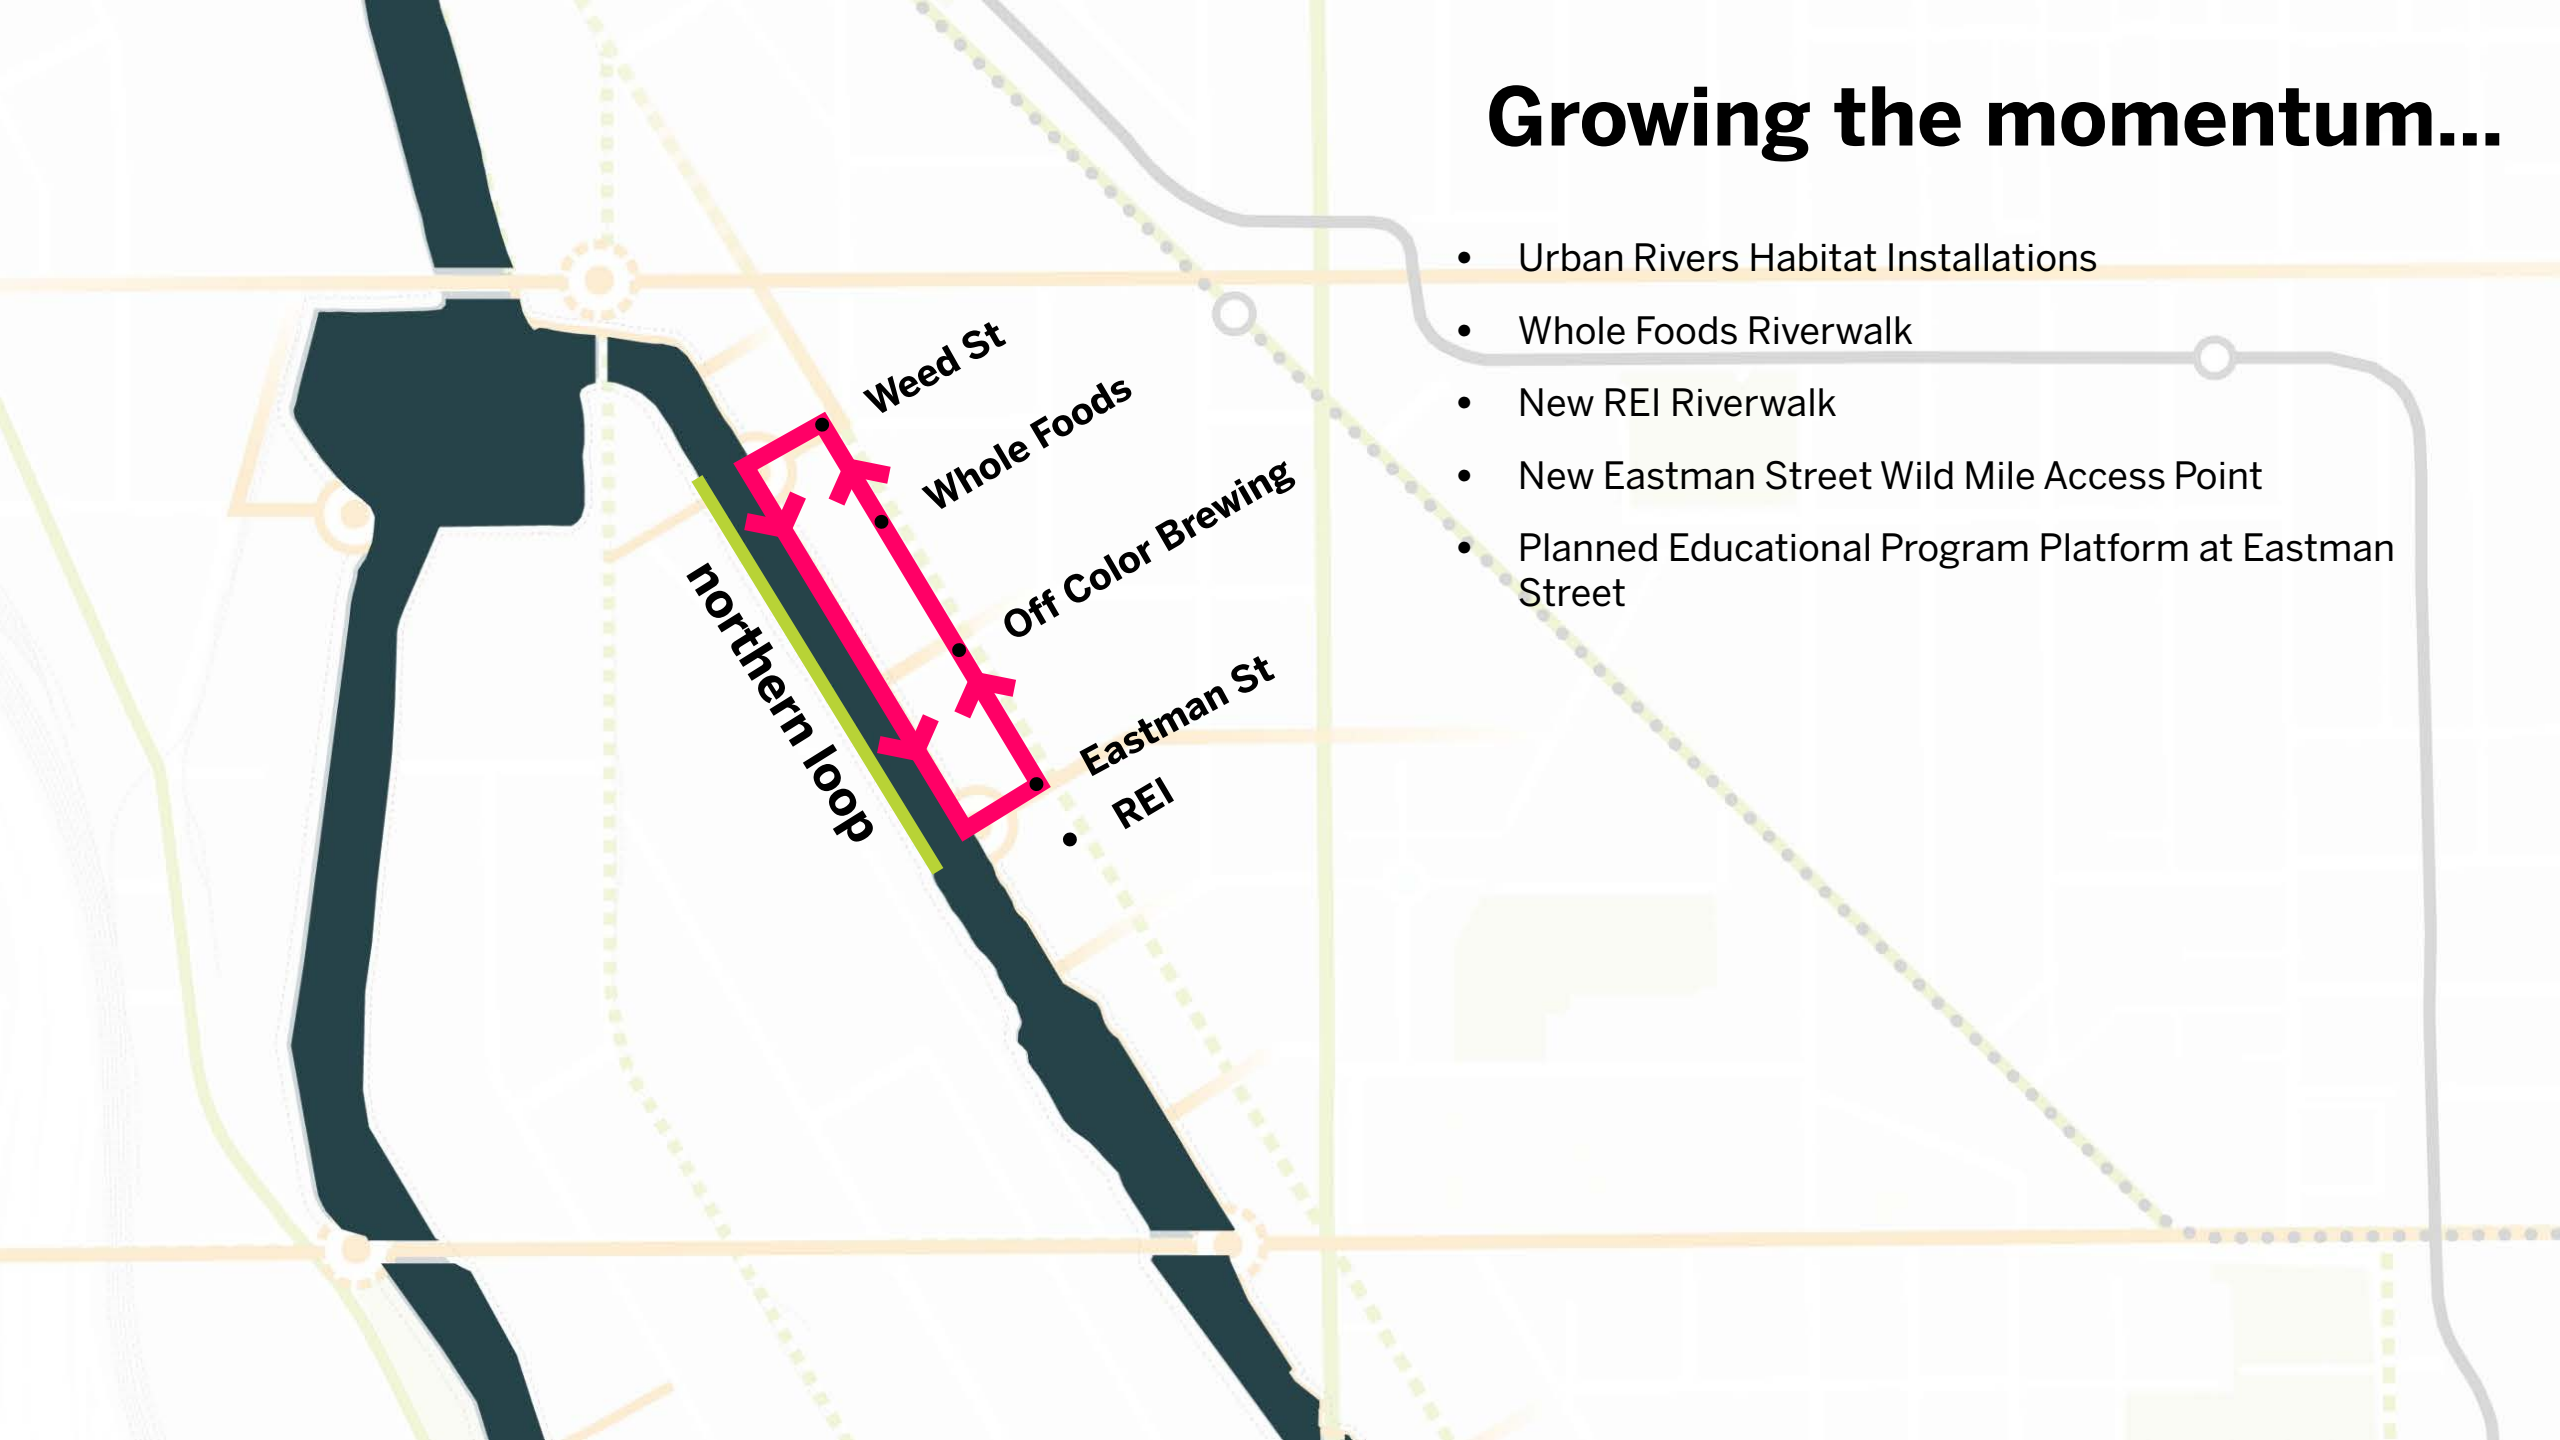 Growing the momentum...
• Urban Rivers Habitat Installations
• Whole Foods Riverwalk
• New REI Riverwalk
• New Eastman Street Wild Mile Access Point
• Planned Educational Program Platform at Eastman
Street
Weed St
Whole Foods
Off Color Brewing
Eastman St
REI
northern loop